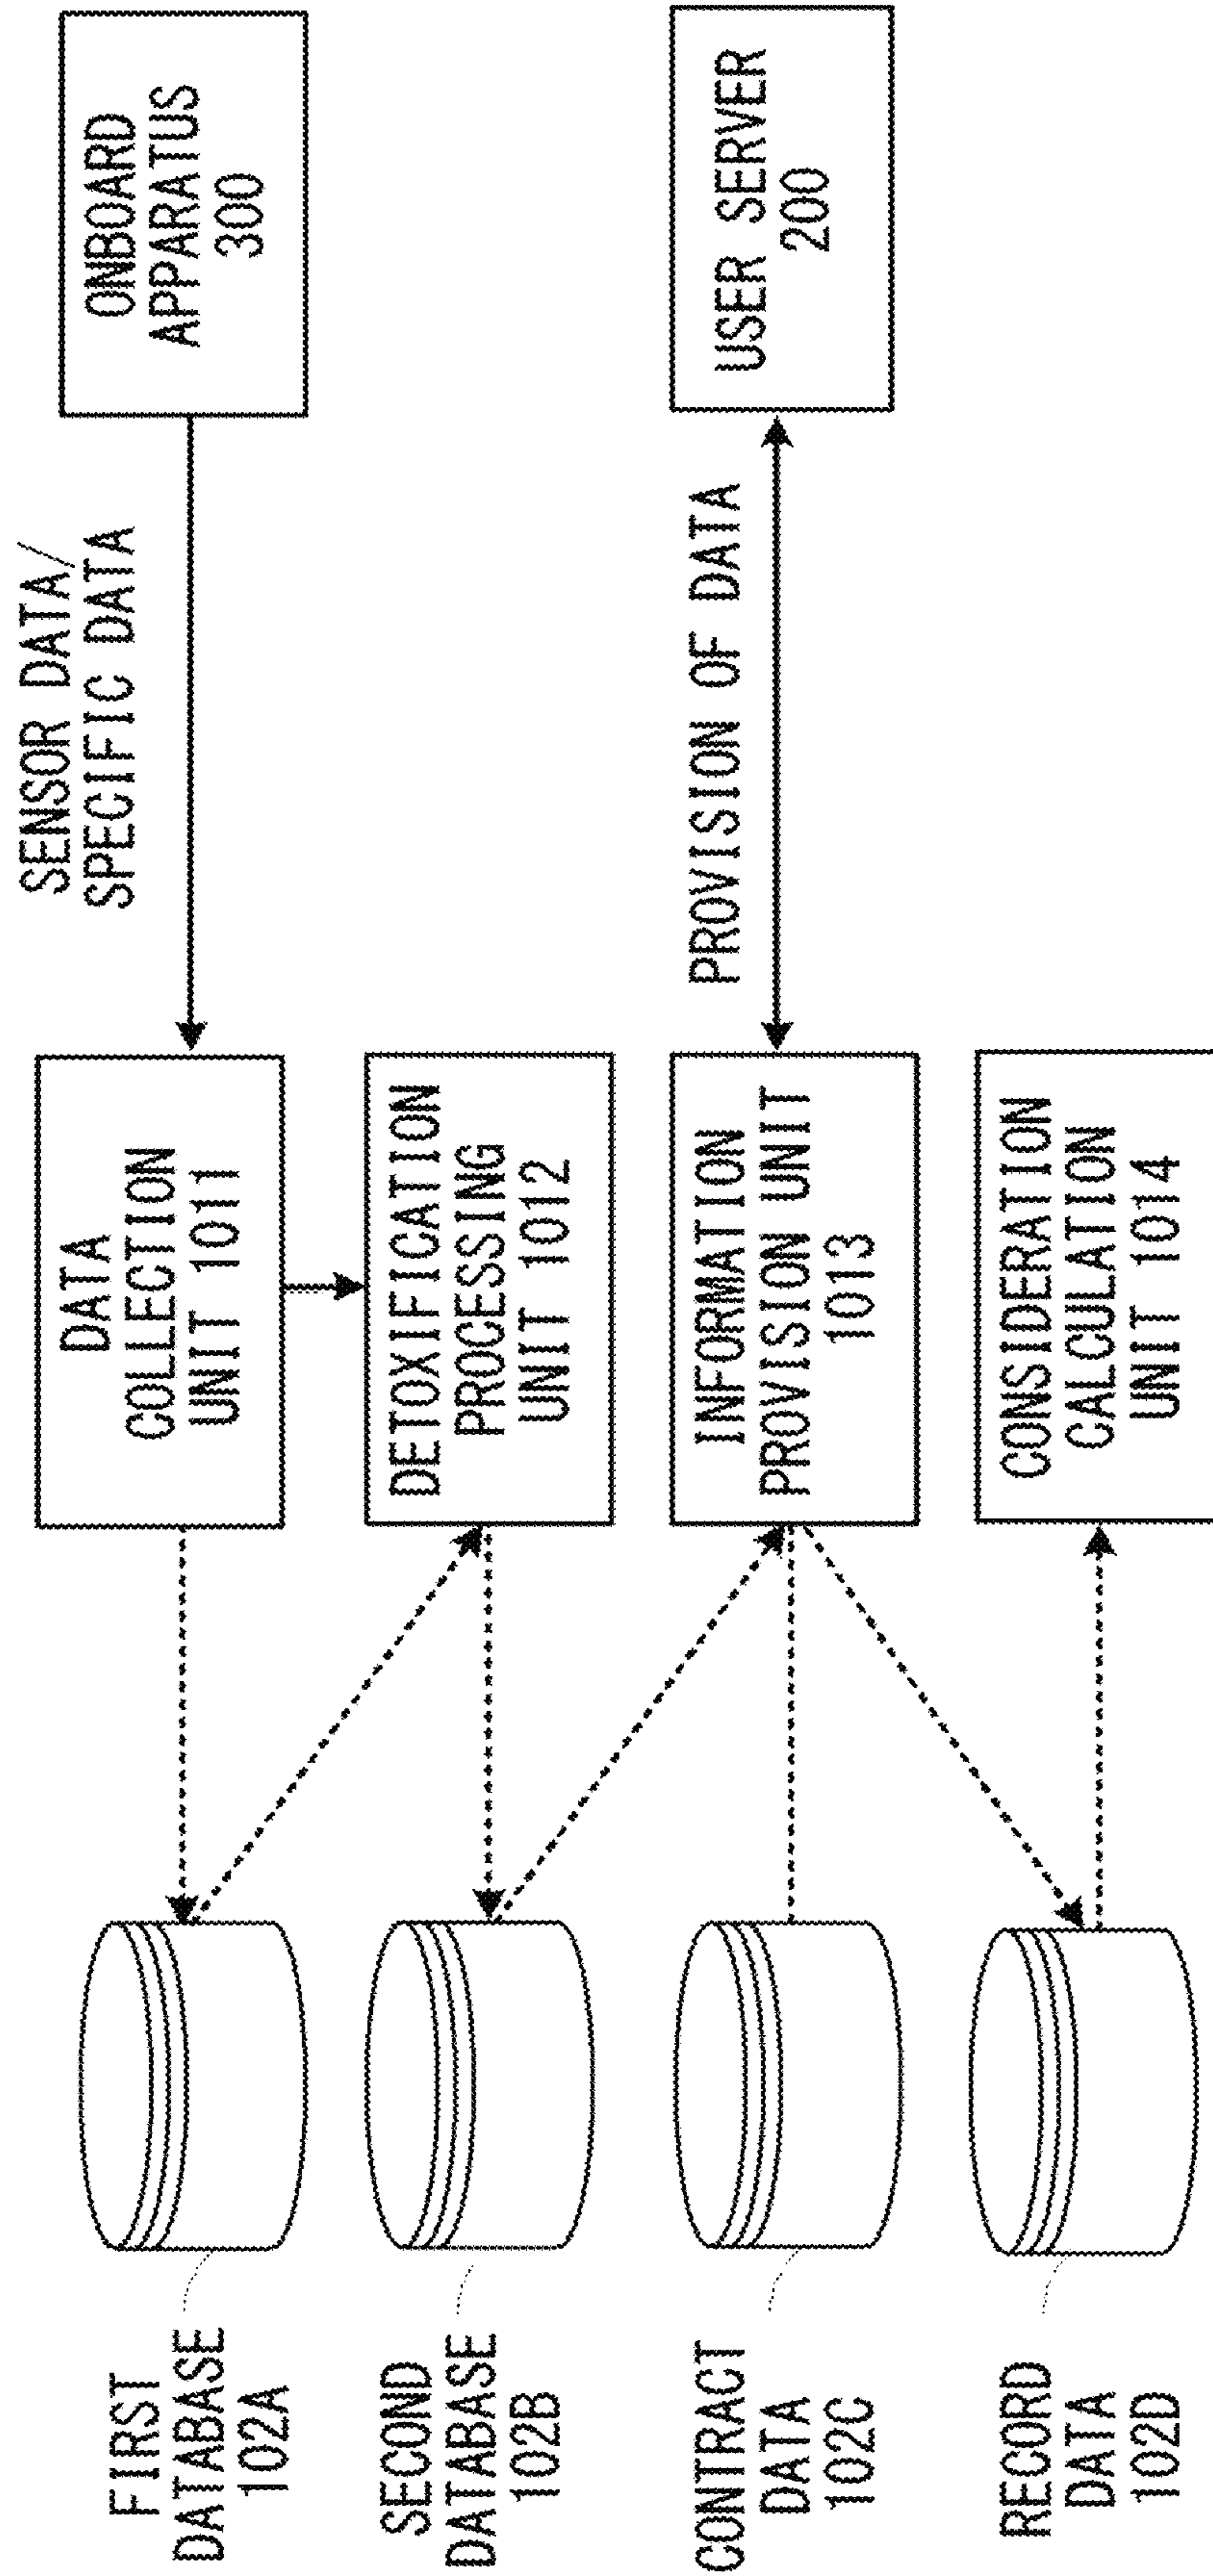 FIRST
DATABASE
102A
SECOND
DATABASE
102B
CONTRACT
DATA
102C
RECORD
DATA
102D
DATA
COLLECTION
UNIT 1011
DETOXIFICATION
PROCESSING
UNIT 1012
INFORMATION
PROVISION UNIT
1013
CONSIDERATION
CALCULATION
UNIT 1014
SENSOR DATA/
SPECIFIC DATA
PROVISION OF DATA
ONBOARD
APPARATUS
300
USER SERVER
200